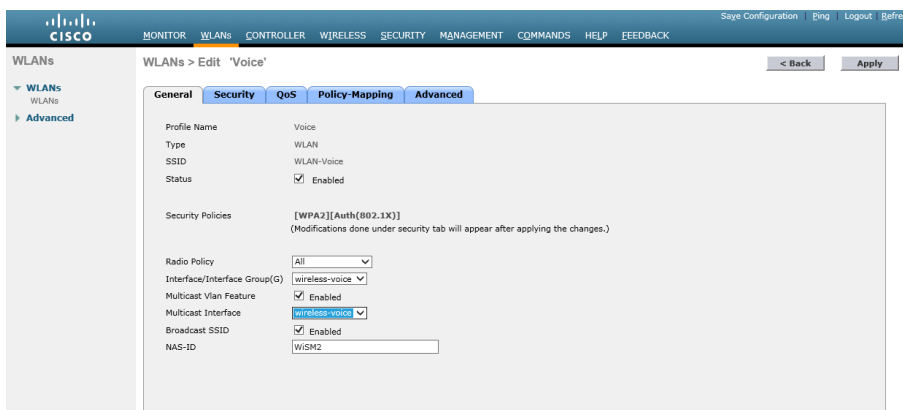 Save Configuration | Ping | Logout | Refre
CISCO MONITOR WLANs CONTROLLER WIRELESS SECURITY MANAGEMENT COMMANDS HELP FEEDBACK
WLANs
WLANs > Edit 'Voice'
< Back
Apply
WLANs
WLANs
Advanced
General Security QoS Policy-Mapping Advanced
Profile Name Voice
Type WLAN
SSID WLAN-Voice
Status Enabled
Security Policies [WPA2][Auth(802.1X)]
(Modifications done under security tab will appear after applying the changes.)
Radio Policy All
Interface/Interface Group(G) wireless-voice
Multicast Vlan Feature Enabled
Multicast Interface wireless-voice
Broadcast SSID Enabled
NAS-ID WiSM2